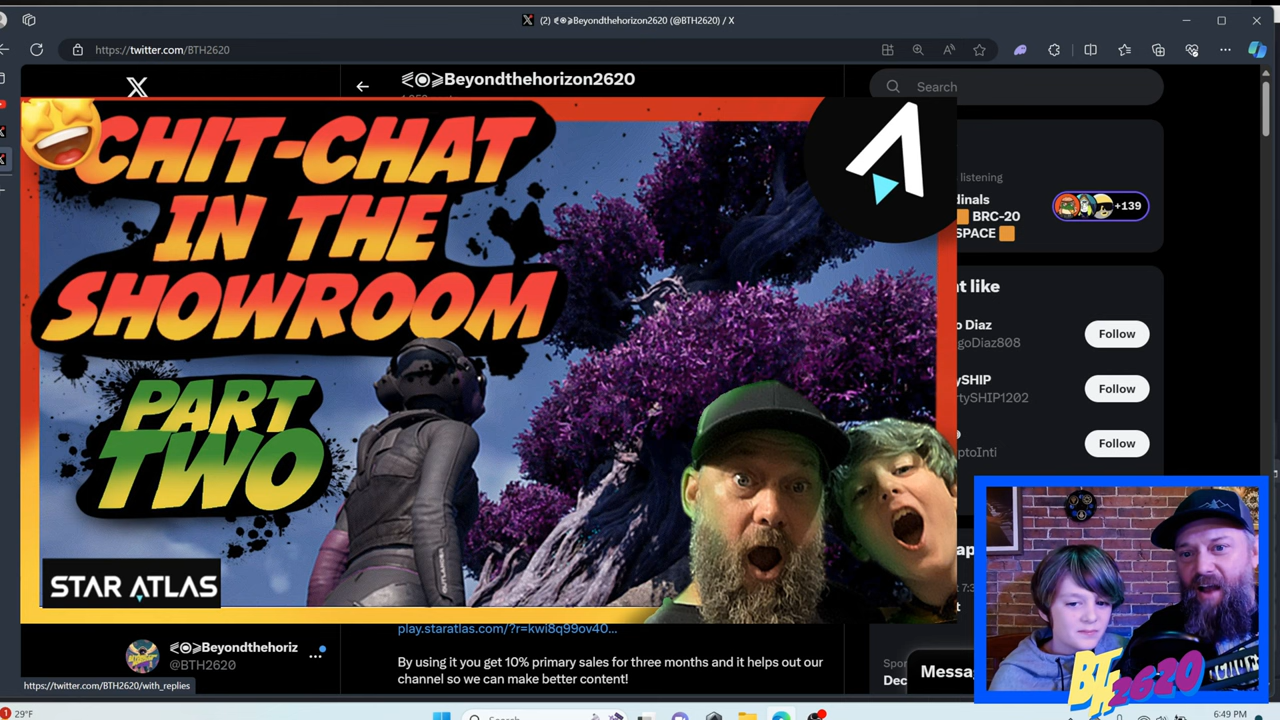 (2) ⪪◉⪫Beyondthehorizon2620 (@BTH2620) / X
https://twitter.com/BTH2620
⪪◉⪫Beyondthehorizon2620
Search
CHIT-CHAT
IN THE
SHOWROOM
PART
TWO
STAR ATLAS
listening
dinals
BRC-20
SPACE
+139
t like
o Diaz
goDiaz808
Follow
ySHIP
rtySHIP1202
Follow
ptoInti
Follow
play.staratlas.com/?r=kwi8q99ov40...
By using it you get 10% primary sales for three months and it helps out our
channel so we can make better content!
⪪◉⪫Beyondthehoriz
@BTH2620
https://twitter.com/BTH2620/with_replies
Dec
Messa
BTH2620
29°F
Search
6:49 PM